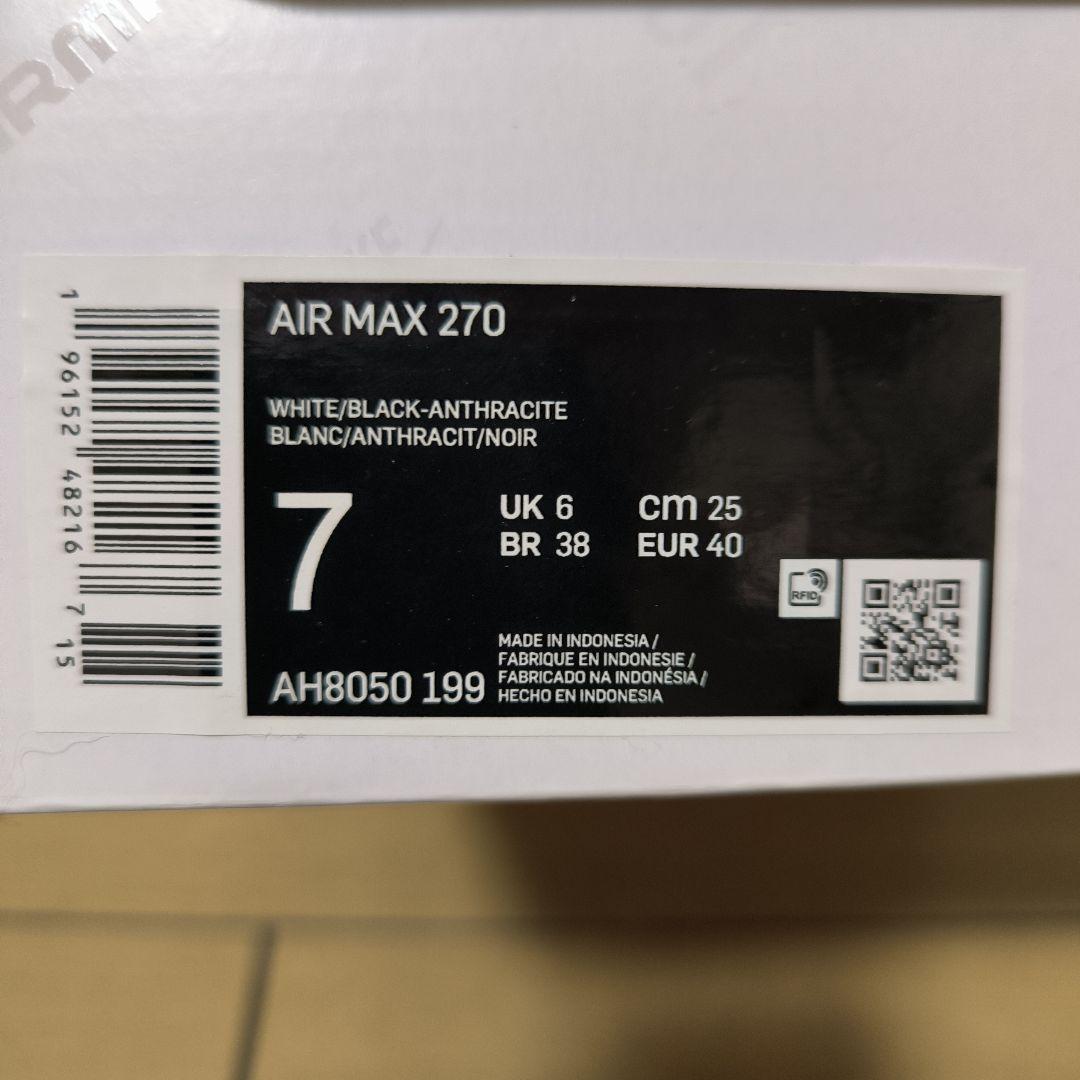 AIR MAX 270
WHITE/BLACK-ANTHRACITE
BLANC/ANTHRACIT/NOIR
7
UK 6 cm 25
BR 38 EUR 40
RFID
MADE IN INDONESIA /
FABRIQUE EN INDONESIE /
FABRICADO NA INDONÉSIA /
HECHO EN INDONESIA
AH8050 199
1 96152 48216 7 15